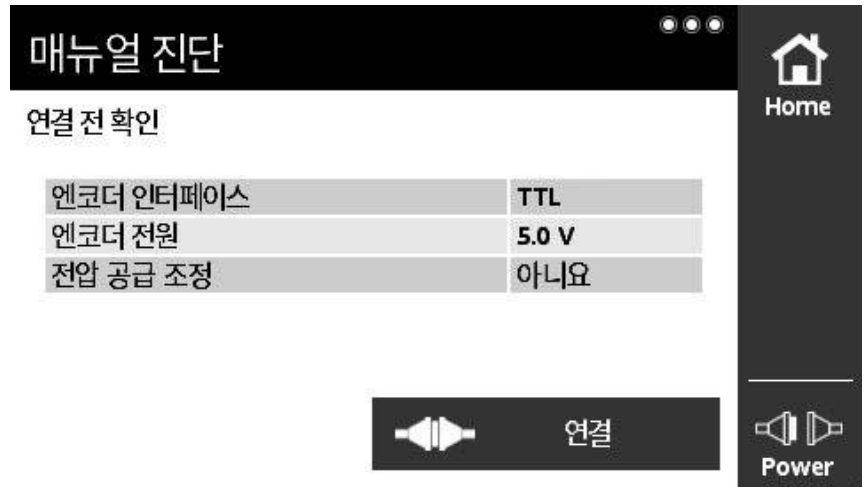 매뉴얼 진단
Home
연결 전 확인
엔코더 인터페이스 TTL
엔코더 전원 5.0 V
전압 공급 조정 아니요
연결
Power